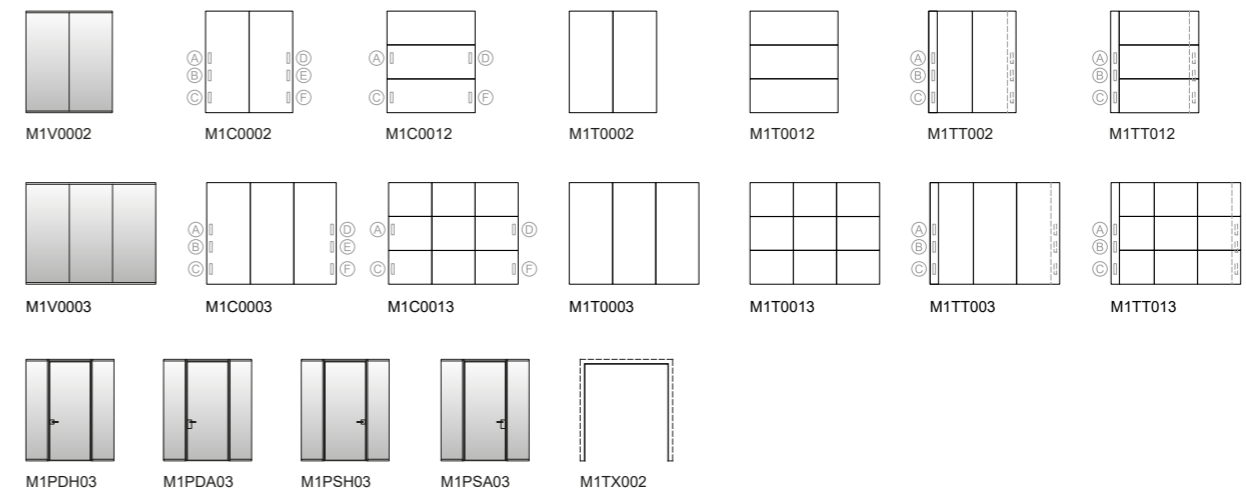 A D A D A A
B E B B
C F C F C C
M1V0002 M1C0002 M1C0012 M1T0002 M1T0012 M1TT002 M1TT012
A D A D A A
B E B B
C F C F C C
M1V0003 M1C0003 M1C0013 M1T0003 M1T0013 M1TT003 M1TT013
M1PDH03 M1PDA03 M1PSH03 M1PSA03 M1TX002